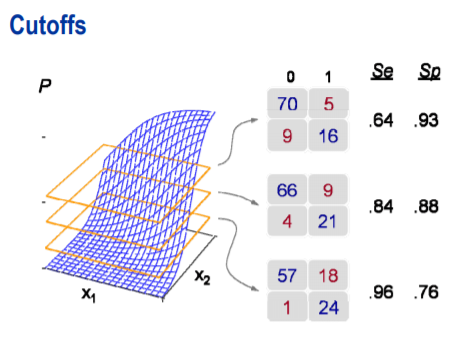 Cutoffs
P
0 1 Se Sp
70 5
9 16
.64 .93
66 9
4 21
.84 .88
57 18
1 24
.96 .76
x1
x2